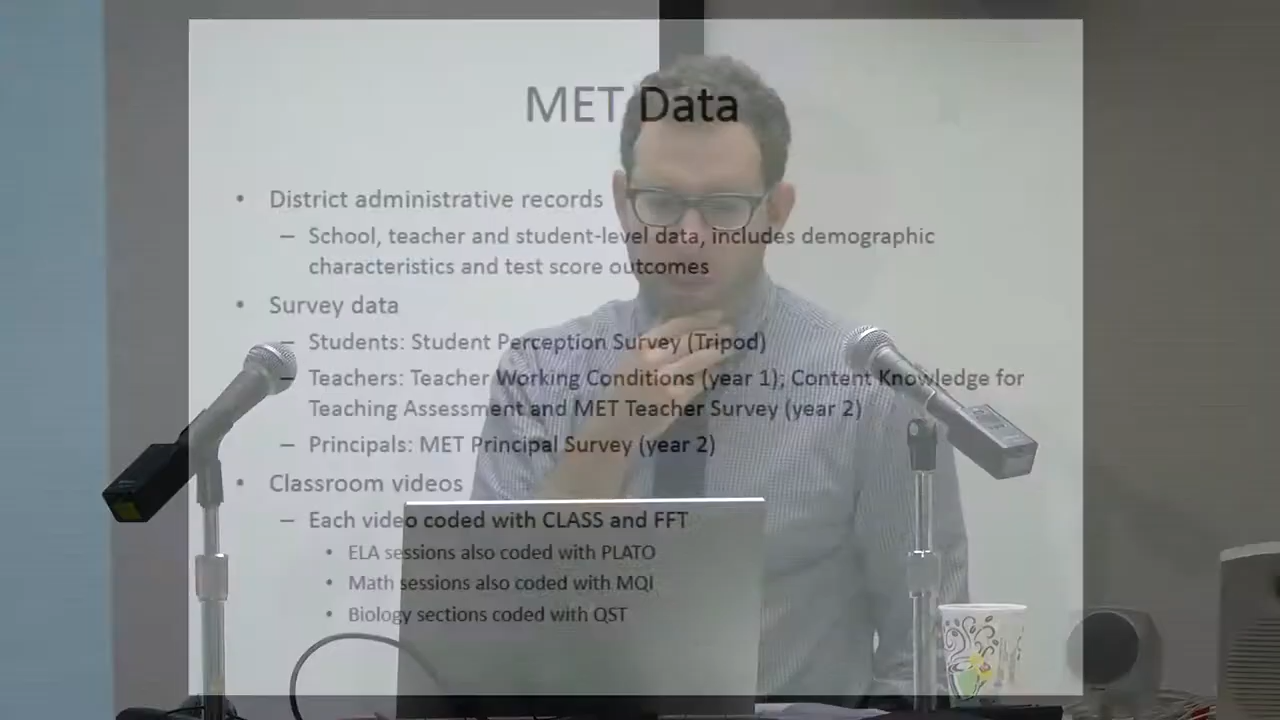 MET Data
• District administrative records
– School, teacher and student-level data, includes demographic
characteristics and test score outcomes
• Survey data
– Students: Student Perception Survey (Tripod)
– Teachers: Teacher Working Conditions (year 1); Content Knowledge for
Teaching Assessment and MET Teacher Survey (year 2)
– Principals: MET Principal Survey (year 2)
• Classroom videos
– Each video coded with CLASS and FFT
• ELA sessions also coded with PLATO
• Math sessions also coded with MQI
• Biology sections coded with QST